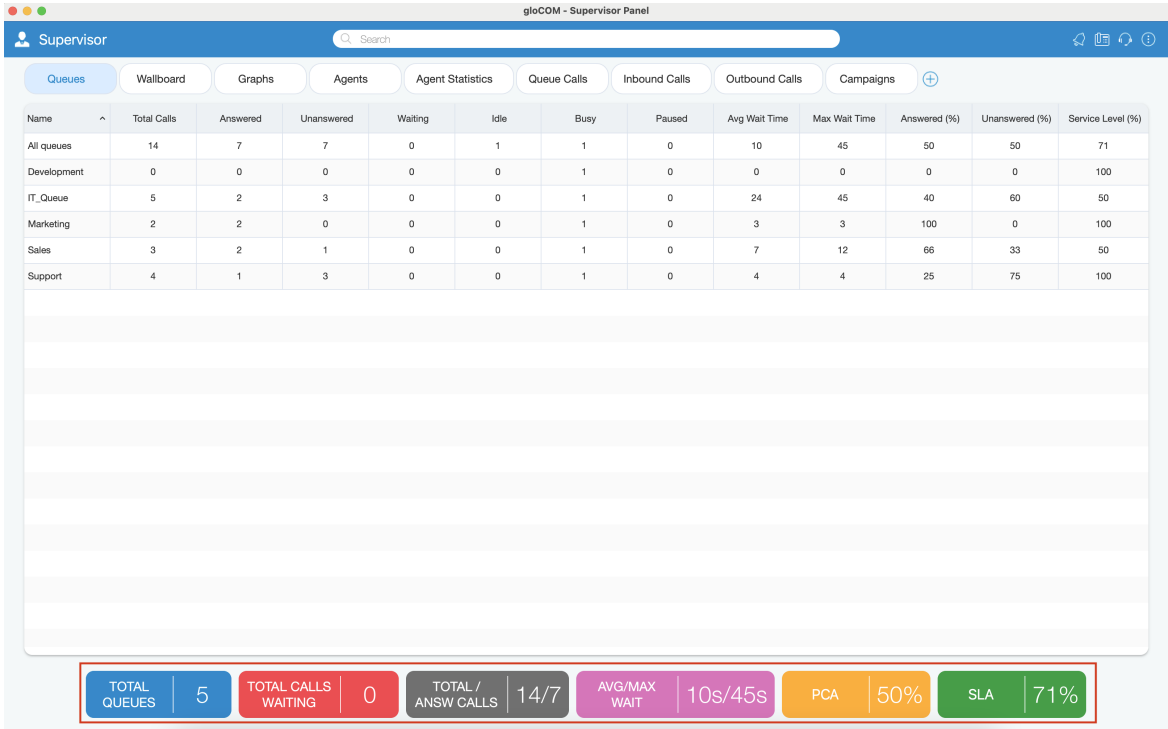 gloCOM - Supervisor Panel
Supervisor Search
Queues Wallboard Graphs Agents Agent Statistics Queue Calls Inbound Calls Outbound Calls Campaigns
Name Total Calls Answered Unanswered Waiting Idle Busy Paused Avg Wait Time Max Wait Time Answered (%) Unanswered (%) Service Level (%)
All queues 14 7 7 0 1 1 0 10 45 50 50 71
Development 0 0 0 0 0 1 0 0 0 0 0 100
IT_Queue 5 2 3 0 0 1 0 24 45 40 60 50
Marketing 2 2 0 0 0 1 0 3 3 100 0 100
Sales 3 2 1 0 0 1 0 7 12 66 33 50
Support 4 1 3 0 0 1 0 4 4 25 75 100
TOTAL QUEUES 5
TOTAL CALLS WAITING 0
TOTAL / ANSW CALLS 14/7
AVG/MAX WAIT 10s/45s
PCA 50%
SLA 71%